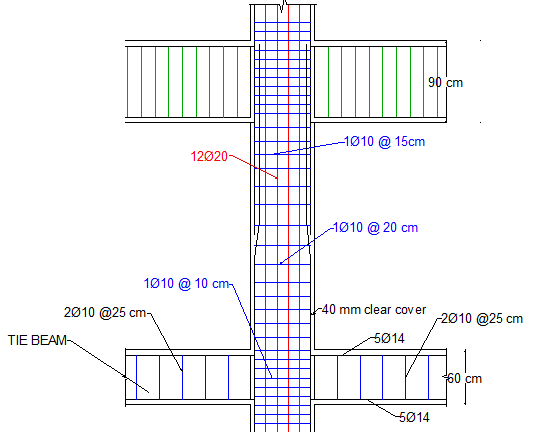 90 cm
1Ø10 @ 15cm
12Ø20
1Ø10 @ 20 cm
1Ø10 @ 10 cm
40 mm clear cover
2Ø10 @25 cm
2Ø10 @25 cm
TIE BEAM
5Ø14
60 cm
5Ø14